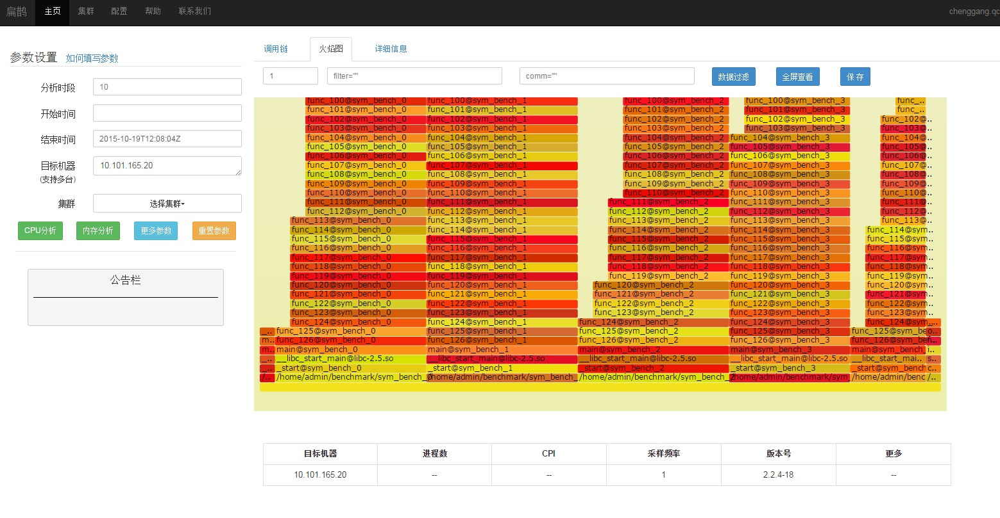 扁鹊 主页 集群 配置 帮助 联系我们 chenggang.qc
参数设置 如何填写参数
分析时段 10
开始时间
结束时间 2015-10-19T12:08:04Z
目标机器 10.101.165.20
(支持多台)
集群 选择集群
CPU分析 内存分析 更多参数 重置参数
公告栏
调用链 火焰图 详细信息
1 filter="" comm="" 数据过滤 全屏查看 保 存
func_100@sym_bench_0 func_100@sym_bench_1 func_100@sym_bench_2 func_100@sym_bench_3 func_..
func_101@sym_bench_0 func_101@sym_bench_1 func_101@sym_bench_2 func_101@sym_bench_3 func_..
func_102@sym_bench_0 func_102@sym_bench_1 func_102@sym_bench_2 func_102@sym_bench_3 func_102@..
func_103@sym_bench_0 func_103@sym_bench_1 func_103@sym_bench_2 func_103@sym_bench_3 func_103@..
func_104@sym_bench_0 func_104@sym_bench_1 func_104@sym_bench_2 func_104@sym_bench_3 func_104@..
func_105@sym_bench_0 func_105@sym_bench_1 func_105@sym_bench_2 func_105@sym_bench_3 func_105@..
func_106@sym_bench_0 func_106@sym_bench_1 func_106@sym_bench_2 func_106@sym_bench_3 func_106@..
func_107@sym_bench_0 func_107@sym_bench_1 func_107@sym_bench_2 func_107@sym_bench_3 func_107@..
func_108@sym_bench_0 func_108@sym_bench_1 func_108@sym_bench_2 func_108@sym_bench_3 func_108@..
func_109@sym_bench_0 func_109@sym_bench_1 func_109@sym_bench_2 func_109@sym_bench_3 func_109@..
func_110@sym_bench_0 func_110@sym_bench_1 func_110@sym_bench_2 func_110@sym_bench_3 func_110@..
func_111@sym_bench_0 func_111@sym_bench_1 func_111@sym_bench_2 func_111@sym_bench_3 func_111@..
func_112@sym_bench_0 func_112@sym_bench_1 func_112@sym_bench_2 func_112@sym_bench_3 func_112@..
func_113@sym_bench_0 func_113@sym_bench_1 func_113@sym_bench_2 func_113@sym_bench_3 func_113@..
func_114@sym_bench_0 func_114@sym_bench_1 func_114@sym_bench_2 func_114@sym_bench_3 func_114@sym..
func_115@sym_bench_0 func_115@sym_bench_1 func_115@sym_bench_2 func_115@sym_bench_3 func_115@sym..
func_116@sym_bench_0 func_116@sym_bench_1 func_116@sym_bench_2 func_116@sym_bench_3 func_116@sym..
func_117@sym_bench_0 func_117@sym_bench_1 func_117@sym_bench_2 func_117@sym_bench_3 func_117@sym..
func_118@sym_bench_0 func_118@sym_bench_1 func_118@sym_bench_2 func_118@sym_bench_3 func_118@sym..
func_119@sym_bench_0 func_119@sym_bench_1 func_119@sym_bench_2 func_119@sym_bench_3 func_119@sym..
func_120@sym_bench_0 func_120@sym_bench_1 func_120@sym_bench_2 func_120@sym_bench_3 func_120@sym..
func_121@sym_bench_0 func_121@sym_bench_1 func_121@sym_bench_2 func_121@sym_bench_3 func_121@sym..
func_122@sym_bench_0 func_122@sym_bench_1 func_122@sym_bench_2 func_122@sym_bench_3 func_122@sym..
func_123@sym_bench_0 func_123@sym_bench_1 func_123@sym_bench_2 func_123@sym_bench_3 func_123@sym..
func_124@sym_bench_0 func_124@sym_bench_1 func_124@sym_bench_2 func_124@sym_bench_3 func_124@sym..
_.. func_125@sym_bench_0 func_125@sym_bench_1 func_125@sym_bench_2 func_125@sym_bench_3 func_125@sym_be
m.. func_126@sym_bench_0 func_126@sym_bench_1 func_126@sym_bench_2 func_126@sym_bench_3 func_126@sym_be
m.. main@sym_bench_0 main@sym_bench_1 main@sym_bench_2 main@sym_bench_3 main@sym_bench_ i..
_.. __libc_start_main@libc-2.5.so __libc_start_main@libc-2.5.so __libc_start_main@libc-2.5.so __libc_start_main@libc-2.5.so __libc_start_mai.. s..
_.. _start@sym_bench_0 _start@sym_bench_1 _start@sym_bench_2 _start@sym_bench_3 _start@sym_benc c..
/.. /home/admin/benchmark/sym_bench_0 /home/admin/benchmark/sym_bench_ /home/admin/benchmark/sym_bench_2 /home/admin/benchmark/sym_ /home/admin/benc /..
目标机器 进程数 CPI 采样频率 版本号 更多
10.101.165.20 -- -- 1 2.2.4-18 --